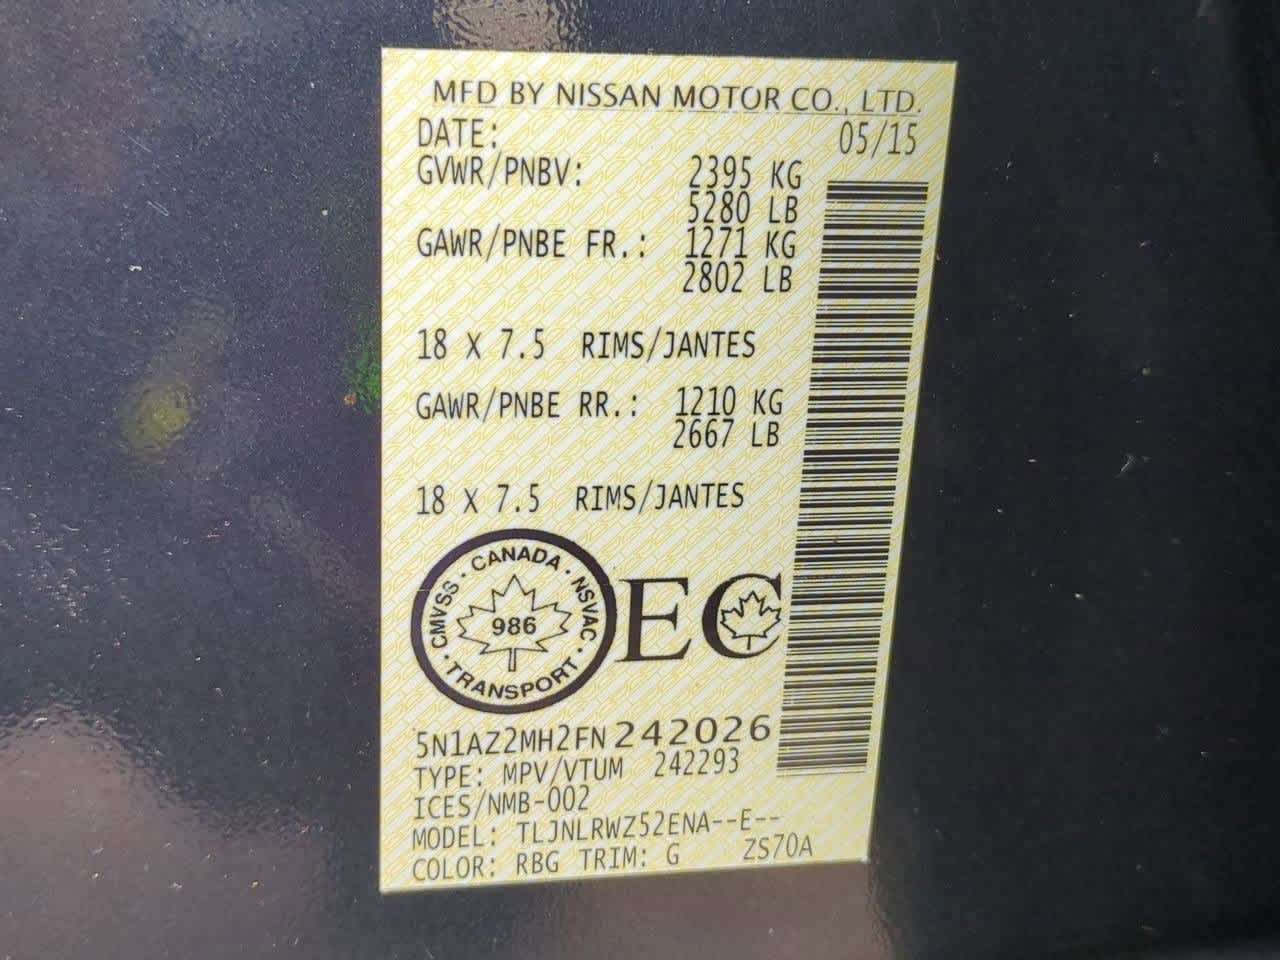 MFD BY NISSAN MOTOR CO., LTD.
DATE: 05/15
GVWR/PNBV: 2395 KG
5280 LB
GAWR/PNBE FR.: 1271 KG
2802 LB
18 X 7.5 RIMS/JANTES
GAWR/PNBE RR.: 1210 KG
2667 LB
18 X 7.5 RIMS/JANTES
CMVSS · CANADA · NSVAC · TRANSPORT ·
986
EC
5N1AZ2MH2FN242026
TYPE: MPV/VTUM 242293
ICES/NMB-002
MODEL: TLJNLRWZ52ENA--E--
COLOR: RBG TRIM: G ZS70A